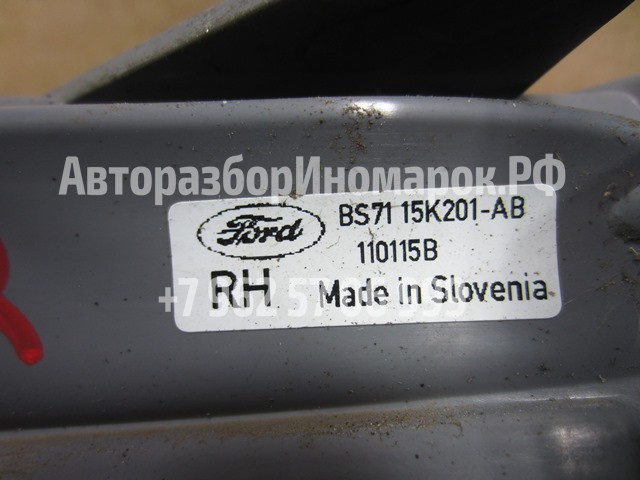 АвторазборИномарок.РФ
Ford
BS71 15K201-AB
110115B
RH
Made in Slovenia